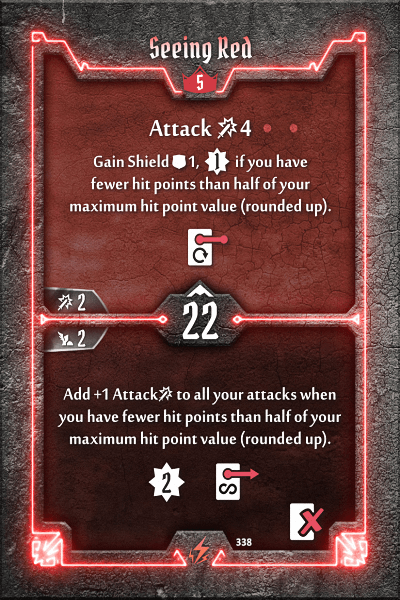 Seeing Red
5
Attack 4
Gain Shield 1, 1 if you have
fewer hit points than half of your
maximum hit point value (rounded up).
2
22
2
Add +1 Attack to all your attacks when
you have fewer hit points than half of your
maximum hit point value (rounded up).
2
338